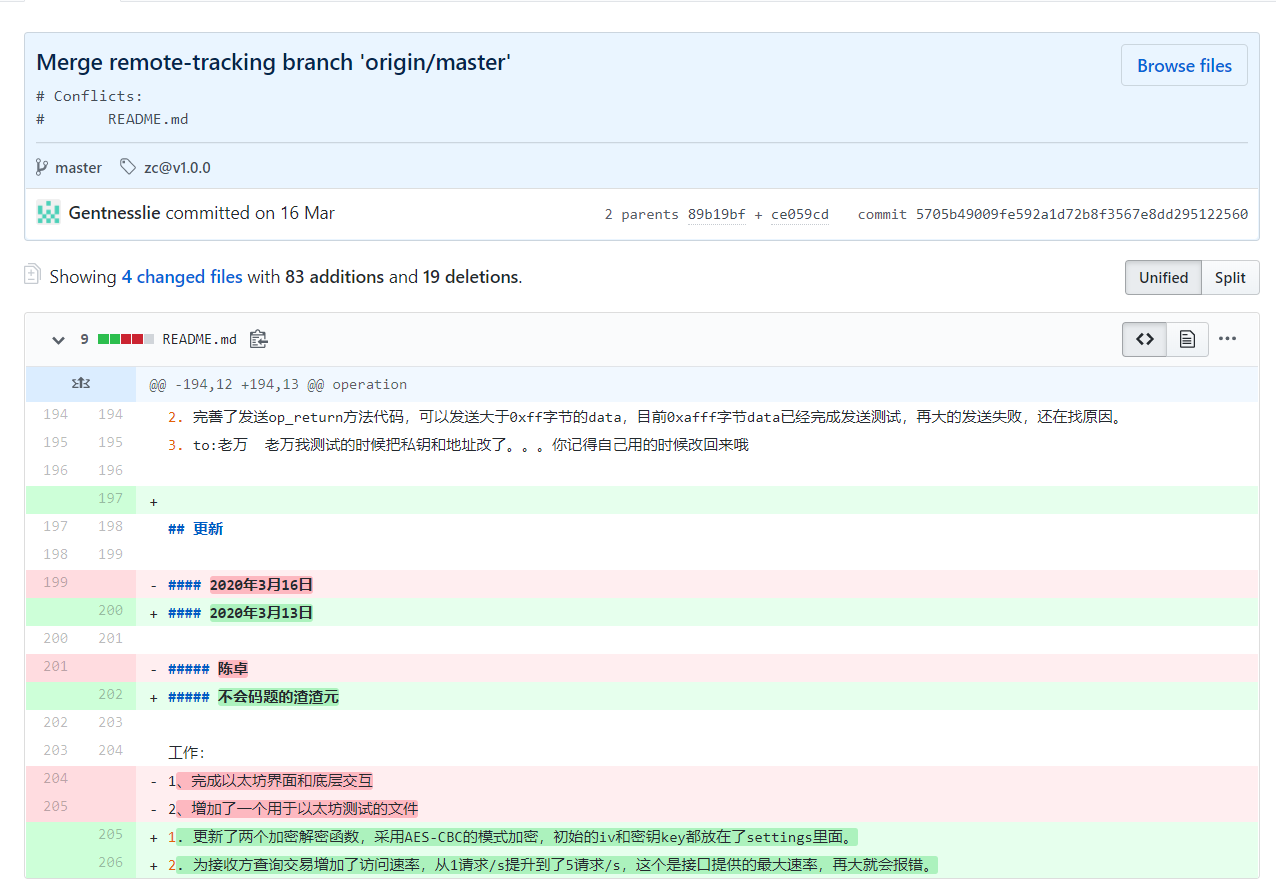 Merge remote-tracking branch 'origin/master'
Browse files
# Conflicts:
#       README.md
master zc@v1.0.0
Gentnesslie committed on 16 Mar 2 parents 89b19bf + ce059cd commit 5705b49009fe592a1d72b8f3567e8dd295122560
Showing 4 changed files with 83 additions and 19 deletions. Unified Split
9 README.md
@@ -194,12 +194,13 @@ operation
194 194 2. 完善了发送op_return方法代码，可以发送大于0xff字节的data，目前0xafff字节data已经完成发送测试，再大的发送失败，还在找原因。
195 195 3. to:老万  老万我测试的时候把私钥和地址改了。。。你记得自己用的时候改回来哦
196 196
197 +
197 198 ## 更新
198 199
199 - #### 2020年3月16日
200 + #### 2020年3月13日
200 201
201 - ##### 陈卓
202 + ##### 不会码题的渣渣元
202 203
203 204 工作:
204 - 1、完成以太坊界面和底层交互
205 - 2、增加了一个用于以太坊测试的文件
205 + 1. 更新了两个加密解密函数，采用AES-CBC的模式加密，初始的iv和密钥key都放在了settings里面。
206 + 2. 为接收方查询交易增加了访问速率，从1请求/s提升到了5请求/s，这个是接口提供的最大速率，再大就会报错。